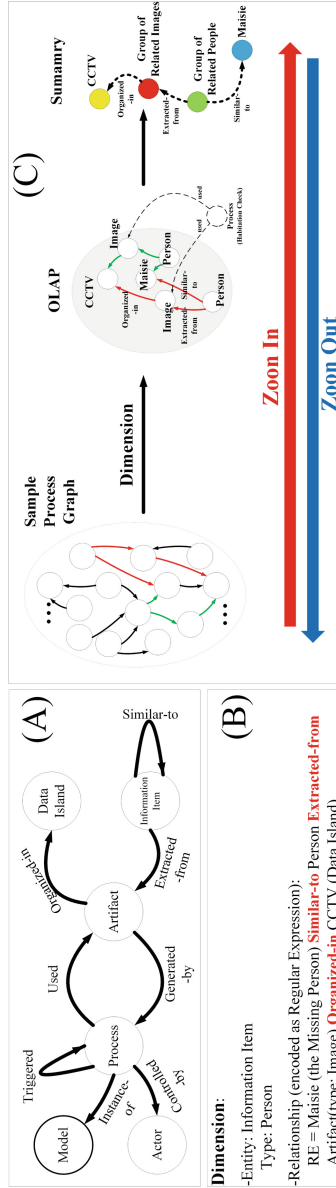 (A)
Triggered
Used
Organized-in
Data
Island
Model
Process
Artifact
Similar-to
Information
Item
Instance-
of
Actor
Controlled
-by
Generated
-by
Extracted
-from
(B)
Dimension:
-Entity: Information Item
Type: Person
-Relationship (encoded as Regular Expression):
RE = Maisie (the Missing Person) Similar-to Person Extracted-from
Artifact(type: Image) Organized-in CCTV (Data Island)
(C)
Sample
Process
Graph
...
...
Dimension
OLAP
CCTV
Image
Organized
-in
Maisie
Person
Image
Similar-
to
Extracted-
from
Person
used
used
Process
(Habitation Check)
Sumamry
CCTV
Organized
-in
Group of
Related Images
Extracted-
from
Group of
Related People
Similar-
to
Maisie
Zoon In
Zoon Out